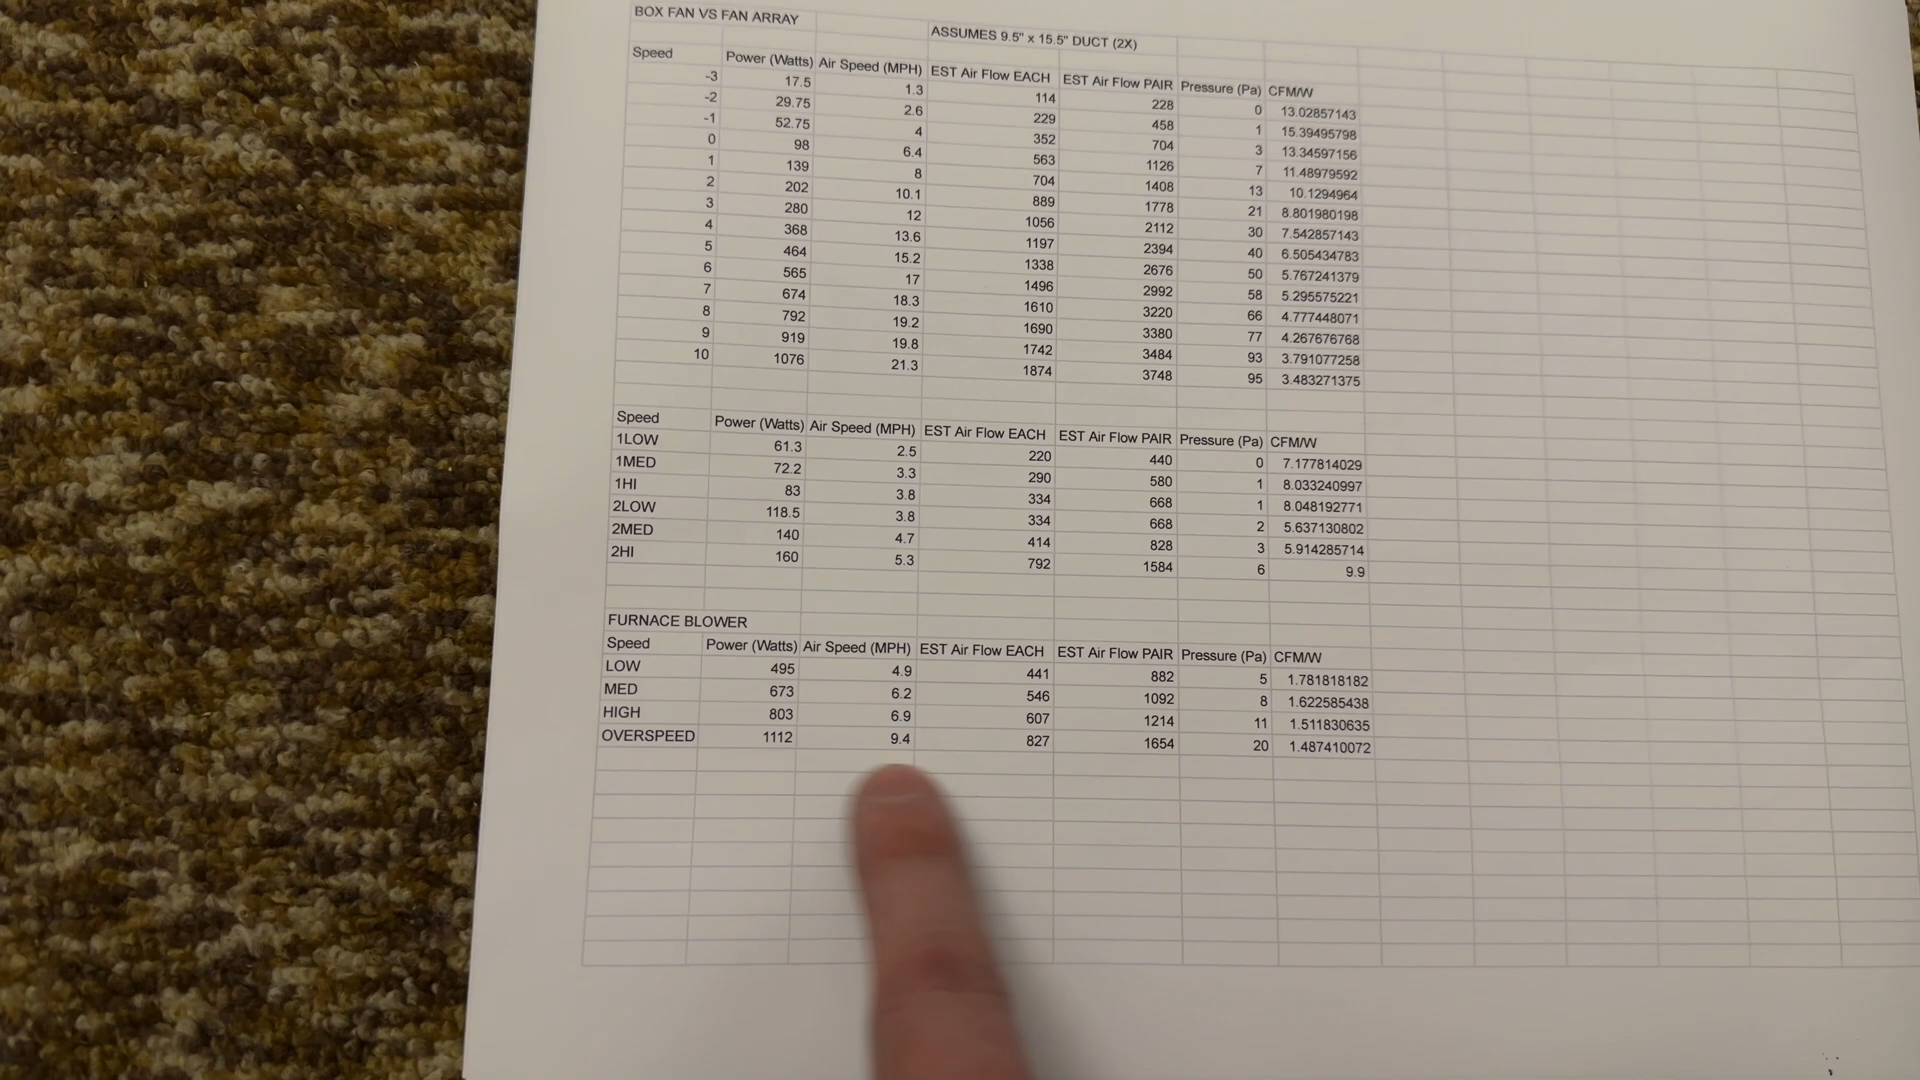 BOX FAN VS FAN ARRAY
ASSUMES 9.5" x 15.5" DUCT (2X)
Speed Power (Watts) Air Speed (MPH) EST Air Flow EACH EST Air Flow PAIR Pressure (Pa) CFM/W
-3 17.5 1.3 114 228 0 13.02857143
-2 29.75 2.6 229 458 1 15.39495798
-1 52.75 4 352 704 3 13.34597156
0 98 6.4 563 1126 7 11.48979592
1 139 8 704 1408 13 10.1294964
2 202 10.1 889 1778 21 8.801980198
3 280 12 1056 2112 30 7.542857143
4 368 13.6 1197 2394 40 6.505434783
5 464 15.2 1338 2676 50 5.767241379
6 565 17 1496 2992 58 5.295575221
7 674 18.3 1610 3220 66 4.777448071
8 792 19.2 1690 3380 77 4.267676768
9 919 19.8 1742 3484 93 3.791077258
10 1076 21.3 1874 3748 95 3.483271375
Speed Power (Watts) Air Speed (MPH) EST Air Flow EACH EST Air Flow PAIR Pressure (Pa) CFM/W
1LOW 61.3 2.5 220 440 0 7.177814029
1MED 72.2 3.3 290 580 1 8.033240997
1HI 83 3.8 334 668 1 8.048192771
2LOW 118.5 3.8 334 668 2 5.637130802
2MED 140 4.7 414 828 3 5.914285714
2HI 160 5.3 792 1584 6 9.9
FURNACE BLOWER
Speed Power (Watts) Air Speed (MPH) EST Air Flow EACH EST Air Flow PAIR Pressure (Pa) CFM/W
LOW 495 4.9 441 882 5 1.781818182
MED 673 6.2 546 1092 8 1.622585438
HIGH 803 6.9 607 1214 11 1.511830635
OVERSPEED 1112 9.4 827 1654 20 1.487410072